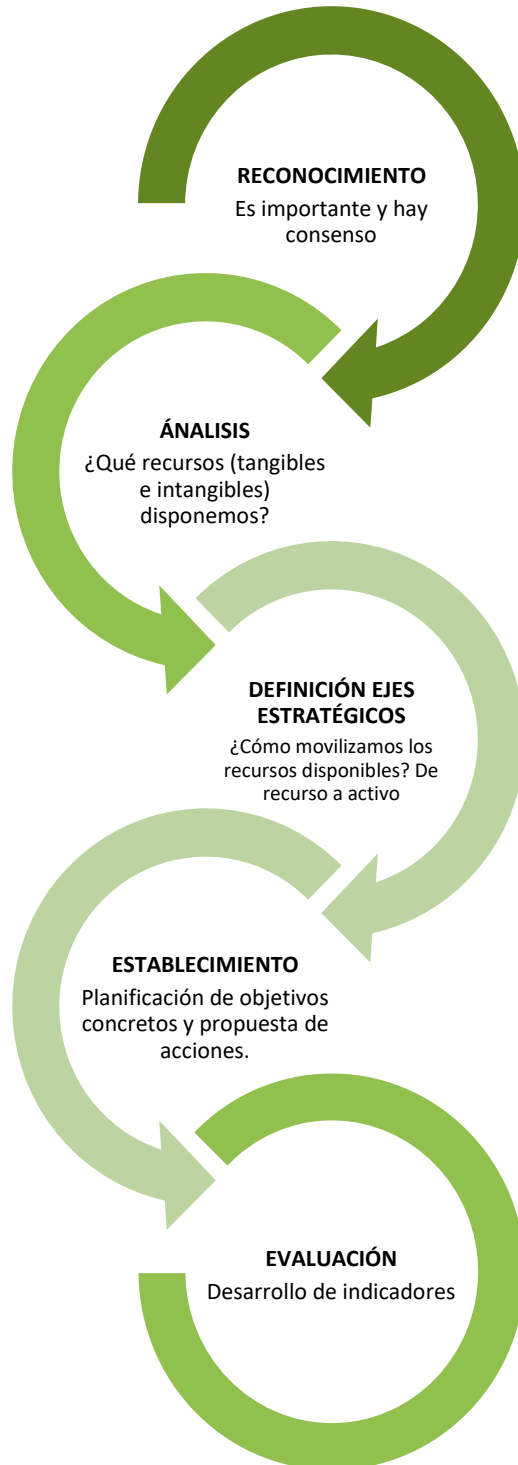 RECONOCIMIENTO
Es importante y hay
consenso
ÁNALISIS
¿Qué recursos (tangibles
e intangibles)
disponemos?
DEFINICIÓN EJES
ESTRATÉGICOS
¿Cómo movilizamos los
recursos disponibles? De
recurso a activo
ESTABLECIMIENTO
Planificación de objetivos
concretos y propuesta de
acciones.
EVALUACIÓN
Desarrollo de indicadores